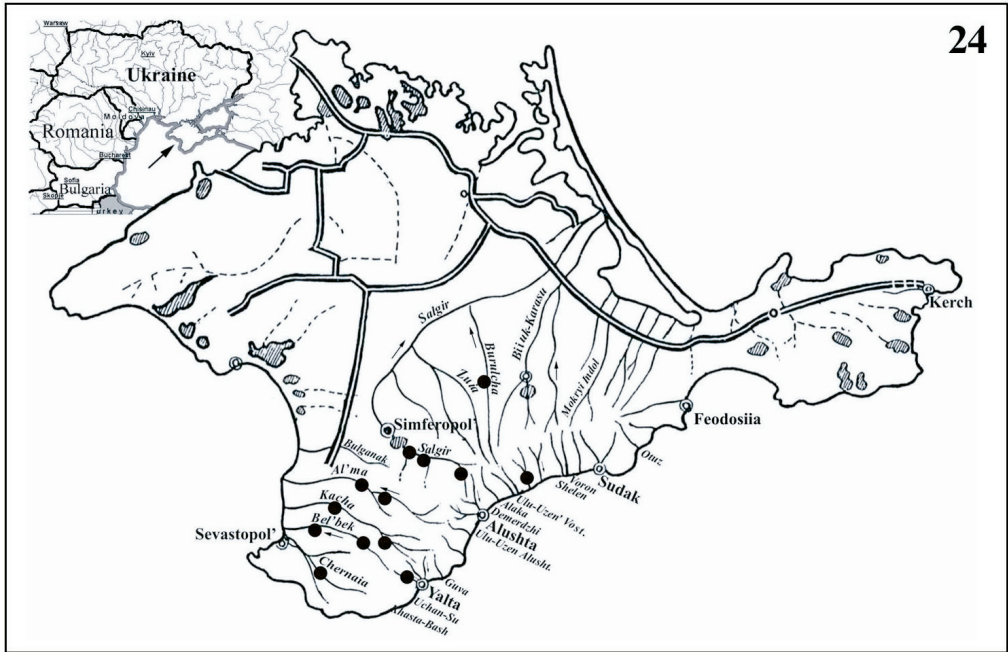 24
Warsaw
Kyiv
Ukraine
Chisinau
Moldova
Romania
Bucharest
Sofia
Bulgaria
Skopje
Turkey
Kerch
Salgir
Burulcha
Zuia
Biiuk-Karasu
Mokryi Indol
Feodosiia
Simferopol'
Salgir
Otuz
Bulganak
Sudak
Al'ma
Voron
Shelen
Kacha
Ulu-Uzen' Vost.
Alaka
Demerdzhi
Alushta
Ulu-Uzen Alusht.
Bel'bek
Sevastopol'
Chernaia
Guva
Yalta
Uchan-Su
Khasta-Bash